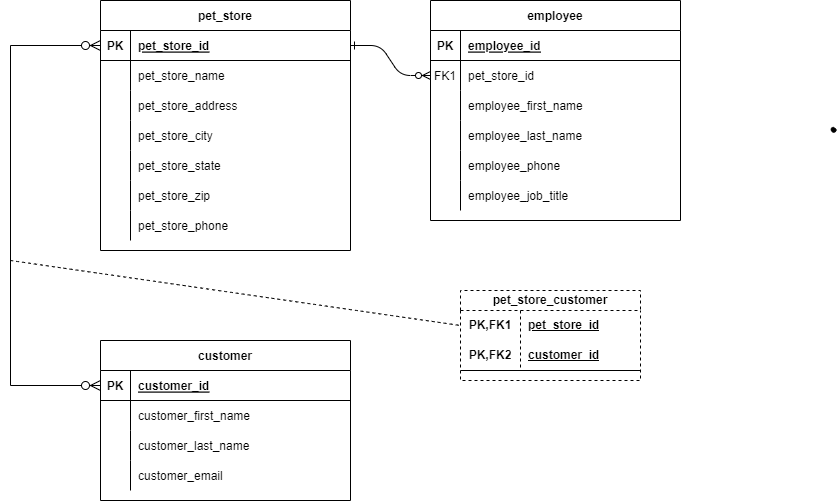 pet_store
PK pet_store_id
pet_store_name
pet_store_address
pet_store_city
pet_store_state
pet_store_zip
pet_store_phone
employee
PK employee_id
FK1 pet_store_id
employee_first_name
employee_last_name
employee_phone
employee_job_title
pet_store_customer
PK,FK1 pet_store_id
PK,FK2 customer_id
customer
PK customer_id
customer_first_name
customer_last_name
customer_email